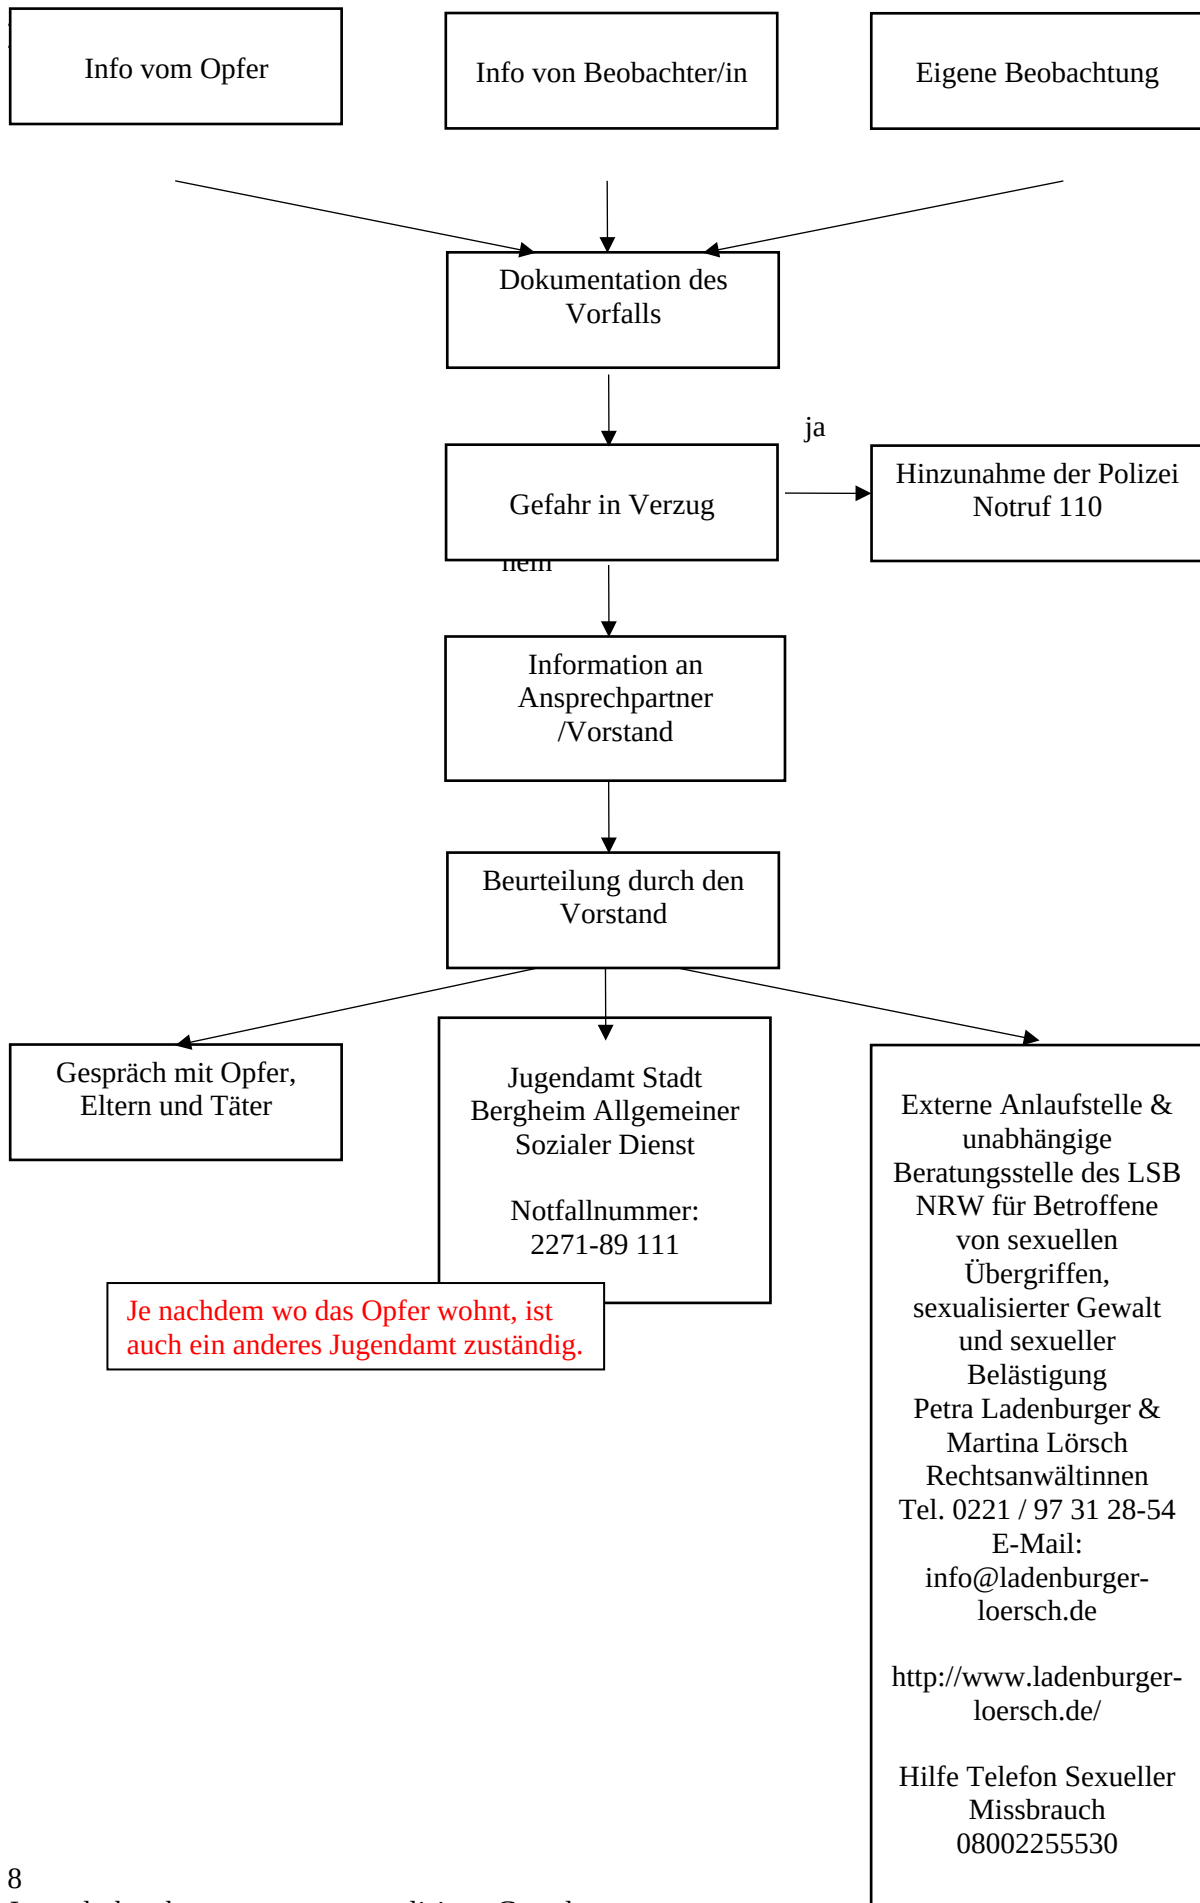 Info vom Opfer
Info von Beobachter/in
Eigene Beobachtung
Dokumentation des
Vorfalls
ja
Gefahr in Verzug
Hinzunahme der Polizei
Notruf 110
nein
Information an
Ansprechpartner
/Vorstand
Beurteilung durch den
Vorstand
Gespräch mit Opfer,
Eltern und Täter
Jugendamt Stadt
Bergheim Allgemeiner
Sozialer Dienst
Notfallnummer:
2271-89 111
Je nachdem wo das Opfer wohnt, ist
auch ein anderes Jugendamt zuständig.
Externe Anlaufstelle &
unabhängige
Beratungsstelle des LSB
NRW für Betroffene
von sexuellen
Übergriffen,
sexualisierter Gewalt
und sexueller
Belästigung
Petra Ladenburger &
Martina Lörsch
Rechtsanwältinnen
Tel. 0221 / 97 31 28-54
E-Mail:
info@ladenburger-
loersch.de
http://www.ladenburger-
loersch.de/
Hilfe Telefon Sexueller
Missbrauch
08002255530
8